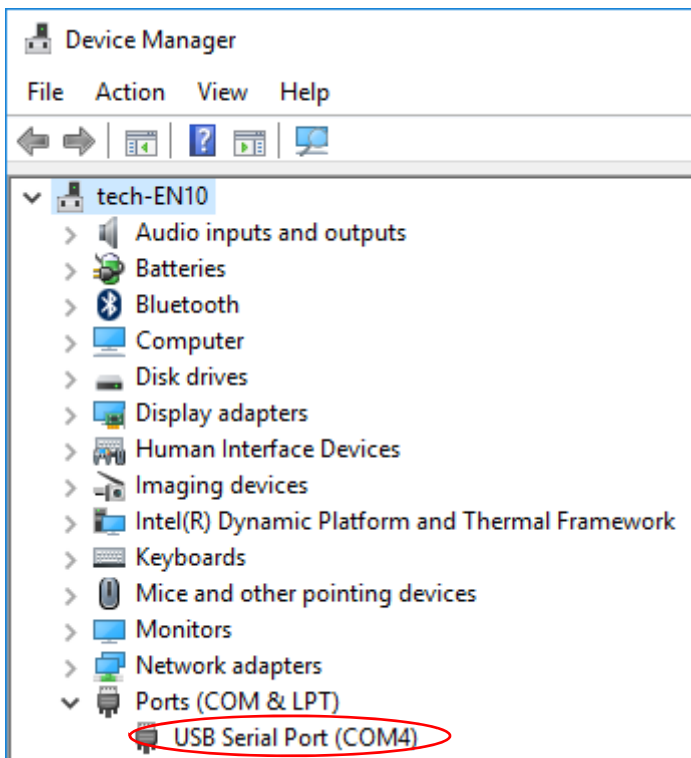 Device Manager
File Action View Help
tech-EN10
Audio inputs and outputs
Batteries
Bluetooth
Computer
Disk drives
Display adapters
Human Interface Devices
Imaging devices
Intel(R) Dynamic Platform and Thermal Framework
Keyboards
Mice and other pointing devices
Monitors
Network adapters
Ports (COM & LPT)
USB Serial Port (COM4)